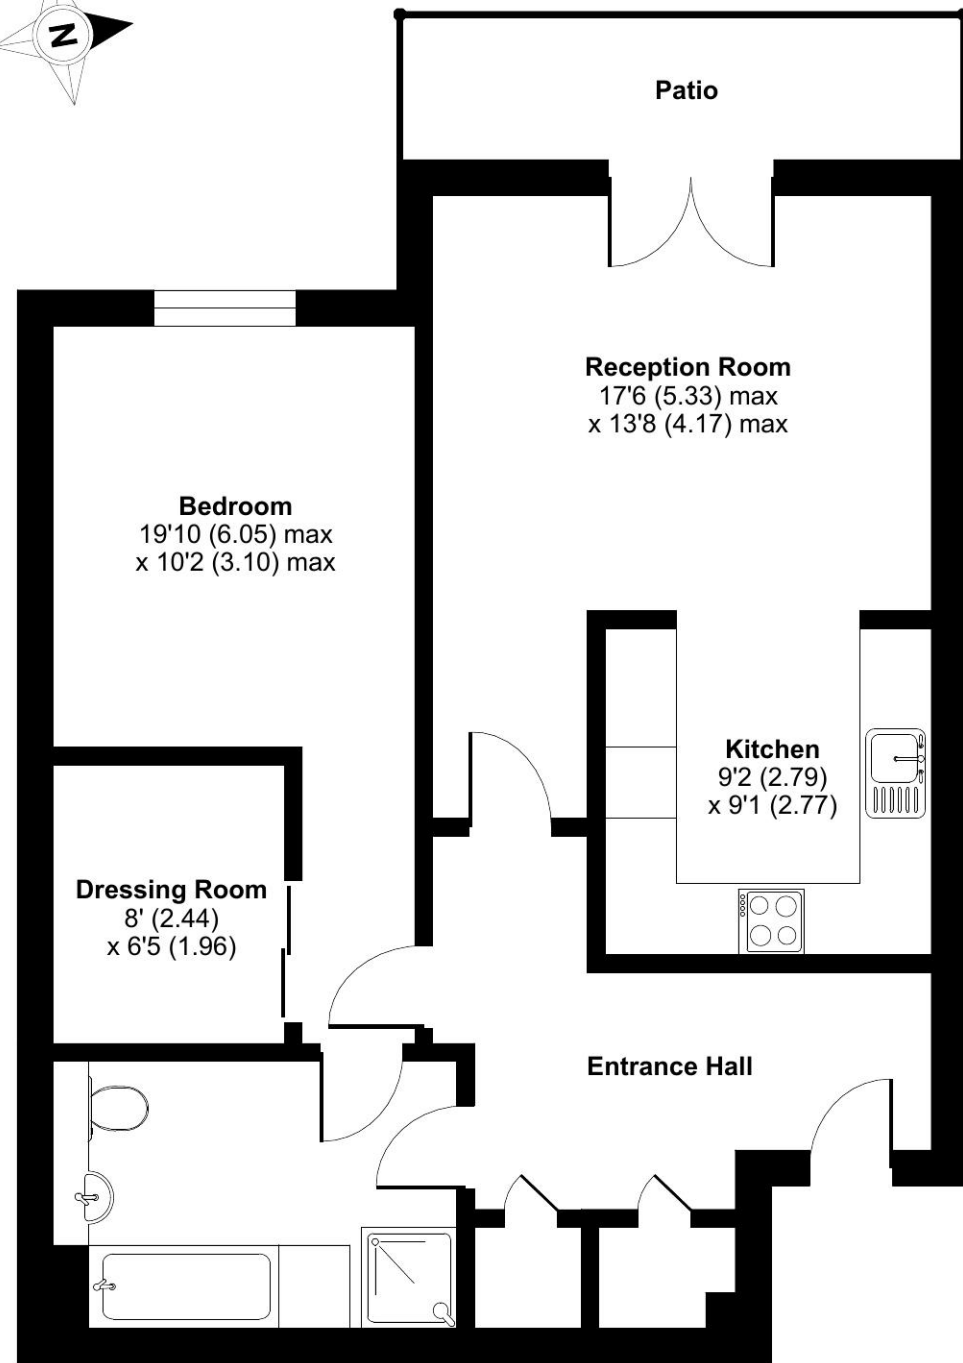 N
Patio
Reception Room
17'6 (5.33) max
x 13'8 (4.17) max
Bedroom
19'10 (6.05) max
x 10'2 (3.10) max
Kitchen
9'2 (2.79)
x 9'1 (2.77)
Dressing Room
8' (2.44)
x 6'5 (1.96)
Entrance Hall